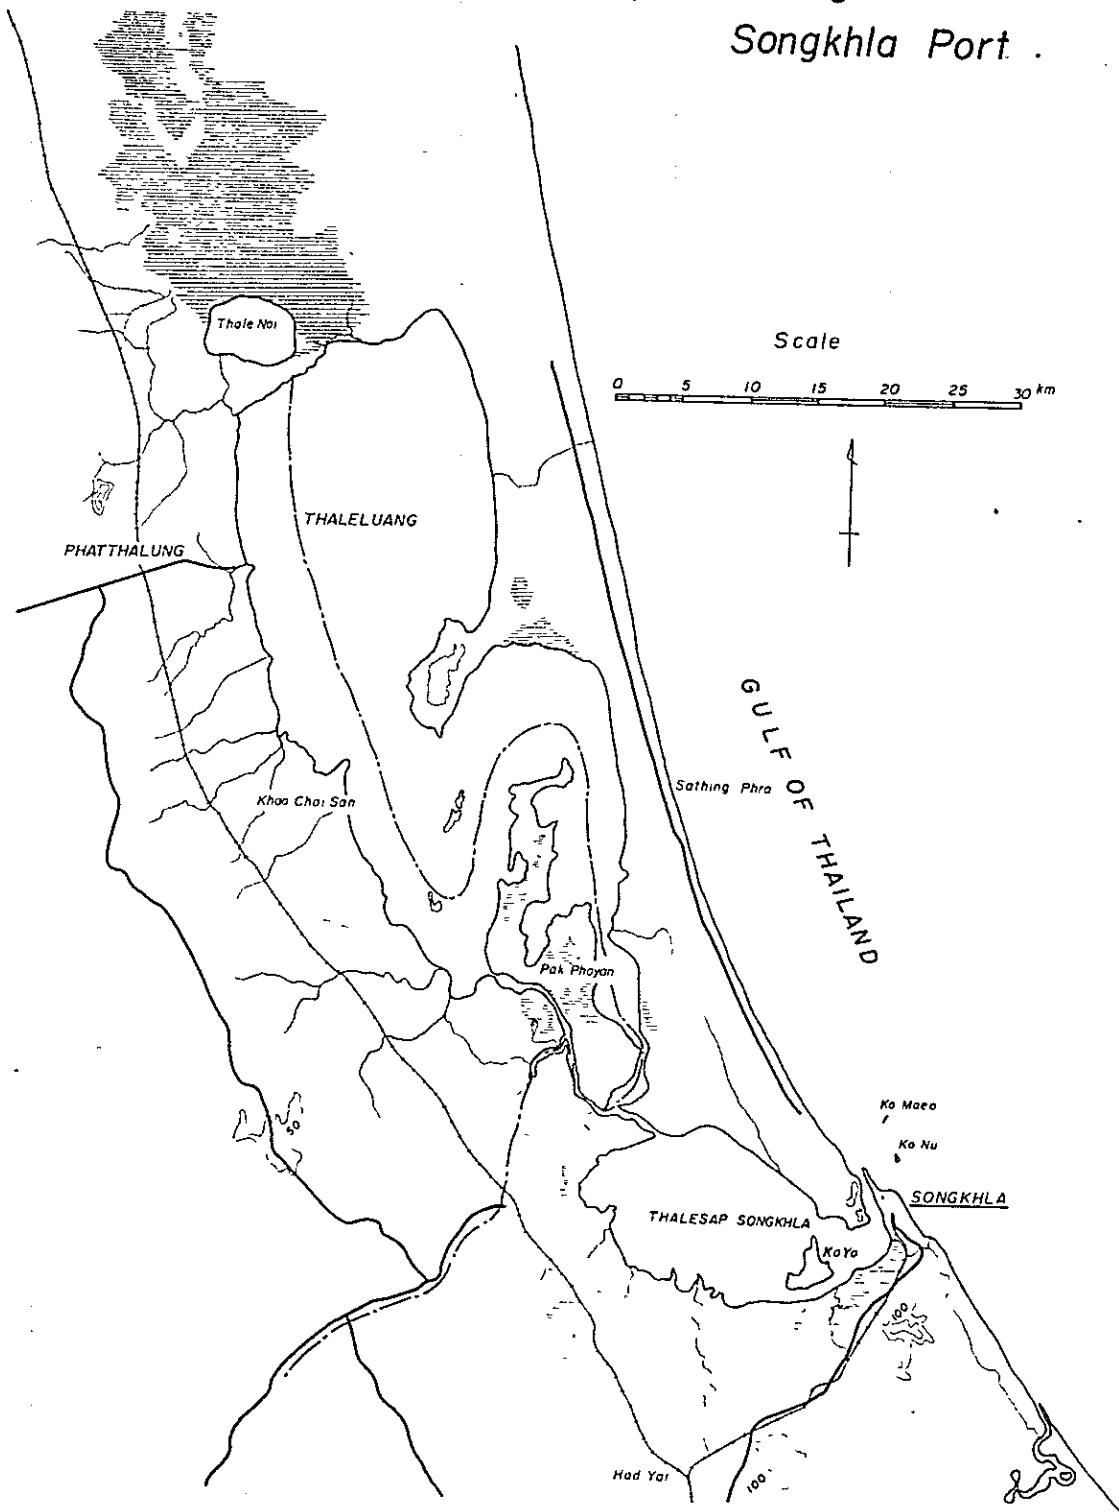 Songkhla Port .
Thale Noi
Scale
0 5 10 15 20 25 30 km
THALELUANG
PHATTHALUNG
GULF OF THAILAND
Sathing Phra
Khao Chai San
Pak Phayun
50
Ko Maeo
Ko Nu
SONGKHLA
THALESAP SONGKHLA
Ko Yo
100
Had Yai
100